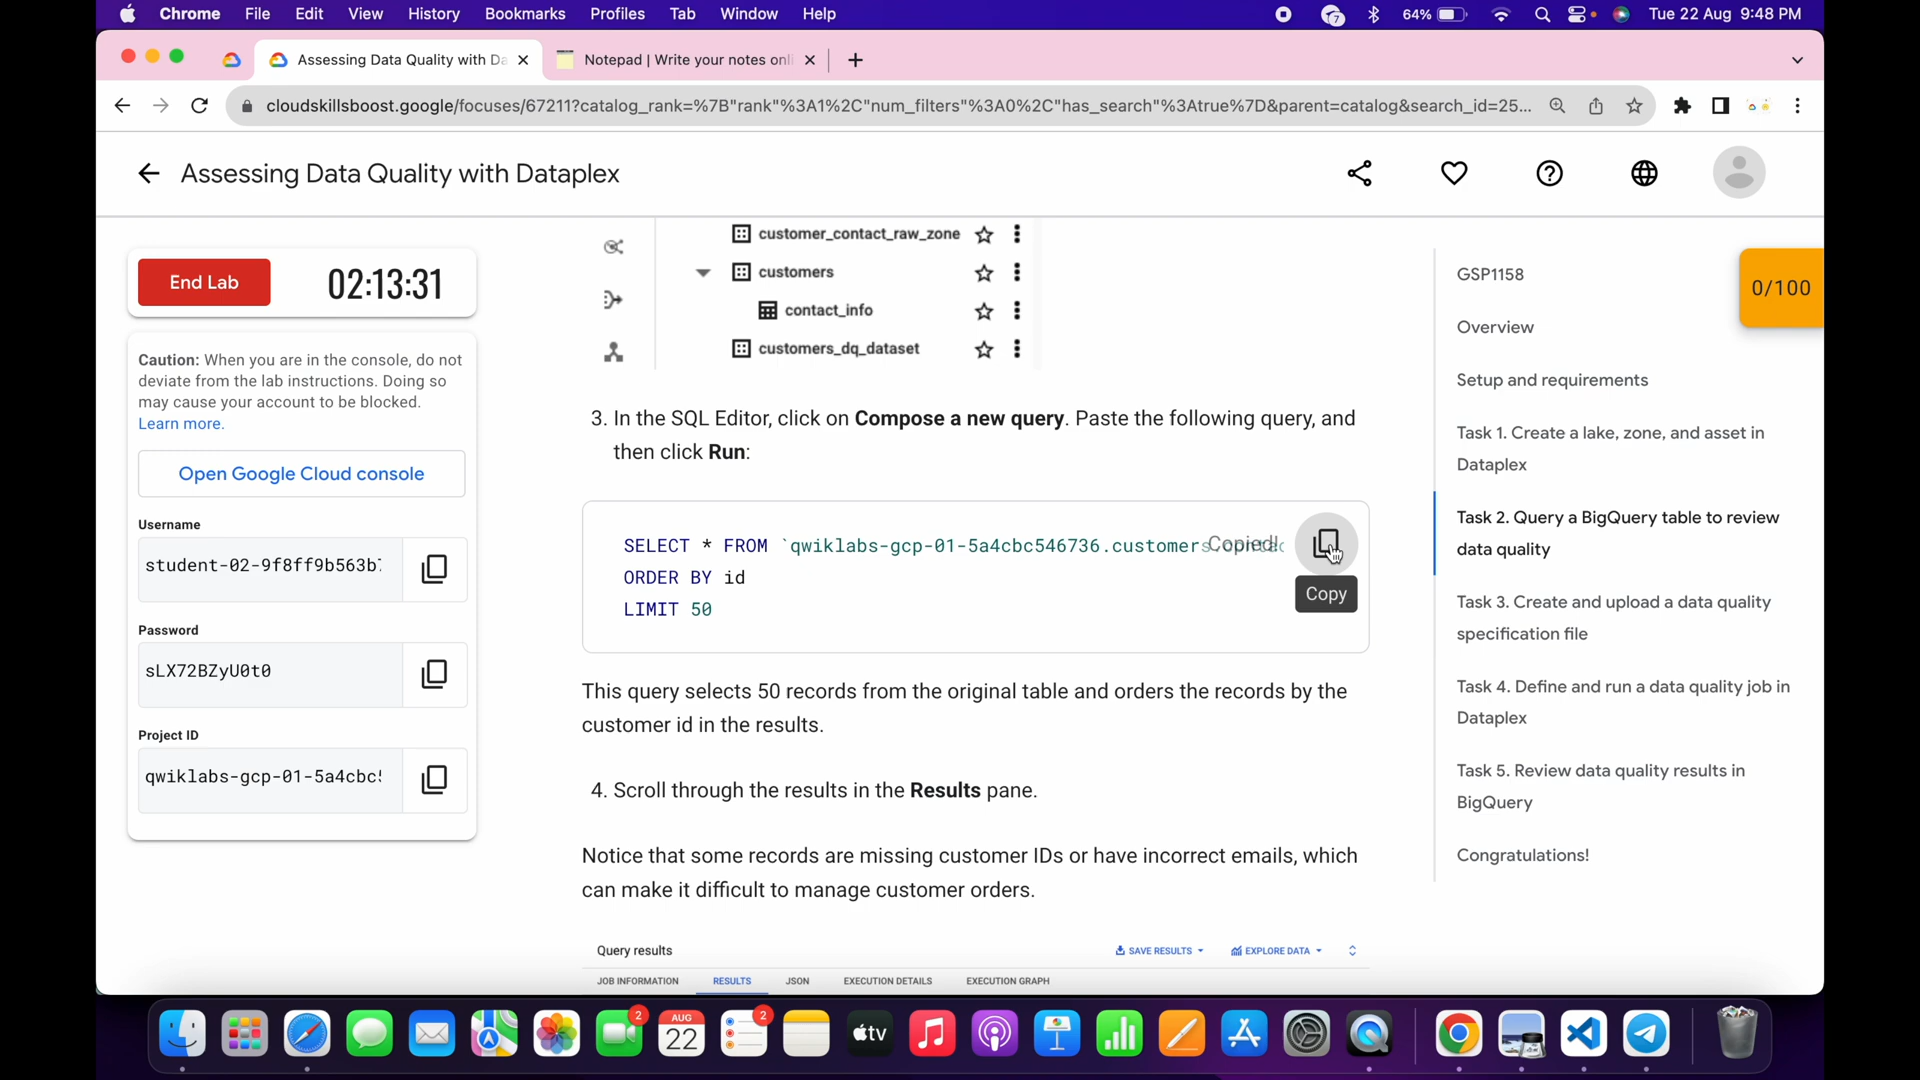 Chrome File Edit View History Bookmarks Profiles Tab Window Help
7 64% Tue 22 Aug 9:48 PM
Assessing Data Quality with Da
Notepad | Write your notes onli
cloudskillsboost.google/focuses/67211?catalog_rank=%7B"rank"%3A1%2C"num_filters"%3A0%2C"has_search"%3Atrue%7D&parent=catalog&search_id=25...
Assessing Data Quality with Dataplex
End Lab 02:13:31
Caution: When you are in the console, do not
deviate from the lab instructions. Doing so
may cause your account to be blocked.
Learn more.
Open Google Cloud console
Username
student-02-9f8ff9b563b
Password
sLX72BZyU0t0
Project ID
qwiklabs-gcp-01-5a4cbc
customer_contact_raw_zone
customers
contact_info
customers_dq_dataset
3. In the SQL Editor, click on Compose a new query. Paste the following query, and
then click Run:
SELECT * FROM `qwiklabs-gcp-01-5a4cbc546736.customers.contac
Copied!
ORDER BY id
LIMIT 50
Copy
This query selects 50 records from the original table and orders the records by the
customer id in the results.
4. Scroll through the results in the Results pane.
Notice that some records are missing customer IDs or have incorrect emails, which
can make it difficult to manage customer orders.
Query results
SAVE RESULTS EXPLORE DATA
JOB INFORMATION RESULTS JSON EXECUTION DETAILS EXECUTION GRAPH
GSP1158
0/100
Overview
Setup and requirements
Task 1. Create a lake, zone, and asset in
Dataplex
Task 2. Query a BigQuery table to review
data quality
Task 3. Create and upload a data quality
specification file
Task 4. Define and run a data quality job in
Dataplex
Task 5. Review data quality results in
BigQuery
Congratulations!
2
AUG
22
2
tv